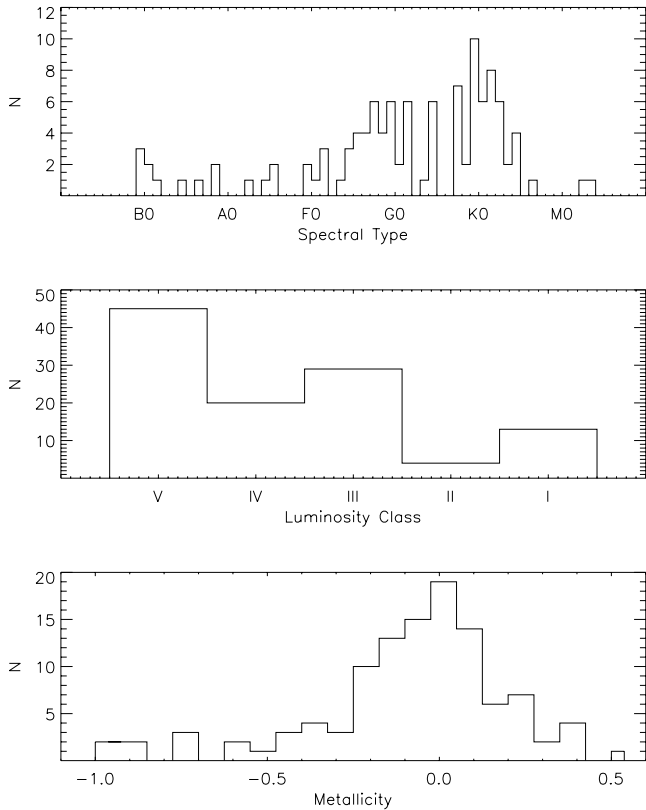 12
10
8
6
4
2
N
B0 A0 F0 G0 K0 M0
Spectral Type
50
40
30
20
10
N
V IV III II I
Luminosity Class
20
15
10
5
N
-1.0 -0.5 0.0 0.5
Metallicity